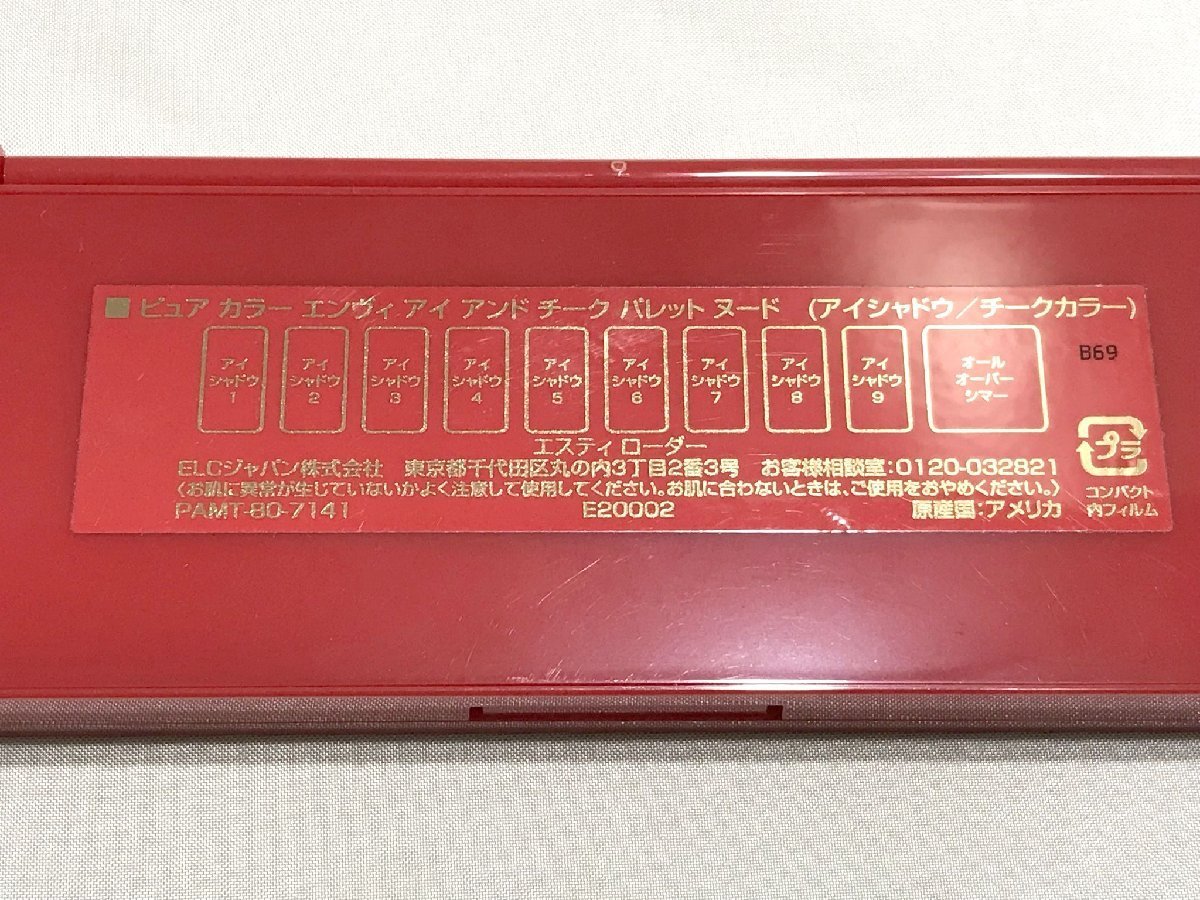 9
■ ピュア カラー エンヴィ アイ アンド チーク パレット ヌード (アイシャドウ/チークカラー)
アイ シャドウ 1
アイ シャドウ 2
アイ シャドウ 3
アイ シャドウ 4
アイ シャドウ 5
アイ シャドウ 6
アイ シャドウ 7
アイ シャドウ 8
アイ シャドウ 9
オール オーバー シマー
B69
エスティ ローダー
ELCジャパン株式会社 東京都千代田区丸の内3丁目2番3号 お客様相談室:0120-032821
〈お肌に異常が生じていないかよく注意して使用してください。お肌に合わないときは、ご使用をおやめください。〉
PAMT-80-7141 E20002 原産国:アメリカ
プラ
コンパクト
内フィルム